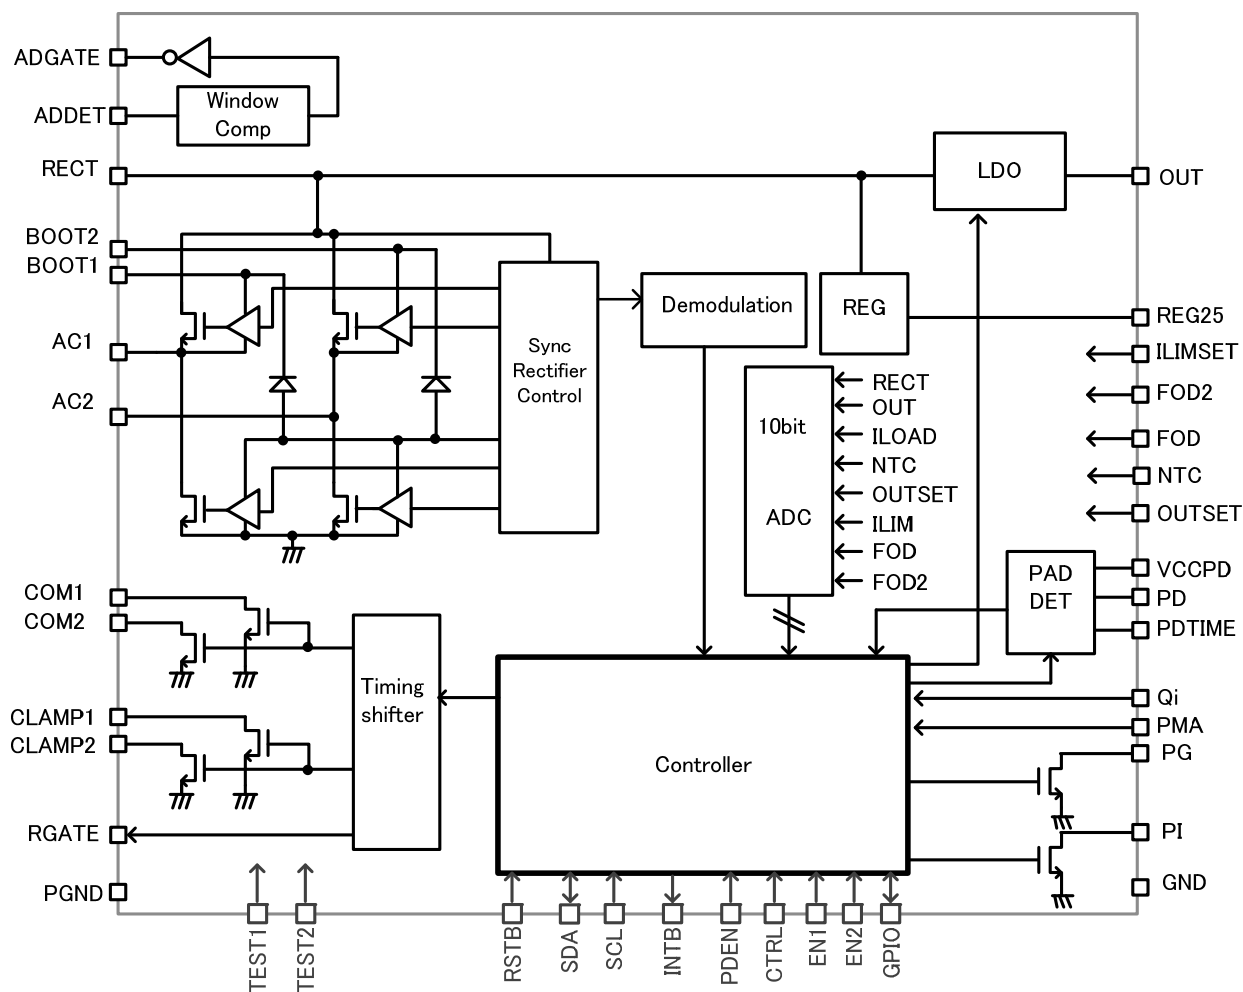 ADGATE
ADDET
Window
Comp
RECT
LDO
OUT
BOOT2
BOOT1
AC1
AC2
Sync
Rectifier
Control
Demodulation
REG
REG25
ILIMSET
FOD2
FOD
NTC
OUTSET
10bit
ADC
RECT
OUT
ILOAD
NTC
OUTSET
ILIM
FOD
FOD2
PAD
DET
VCCPD
PD
PDTIME
COM1
COM2
CLAMP1
CLAMP2
RGATE
PGND
Timing
shifter
Controller
Qi
PMA
PG
PI
GND
TEST1
TEST2
RSTB
SDA
SCL
INTB
PDEN
CTRL
EN1
EN2
GPIO